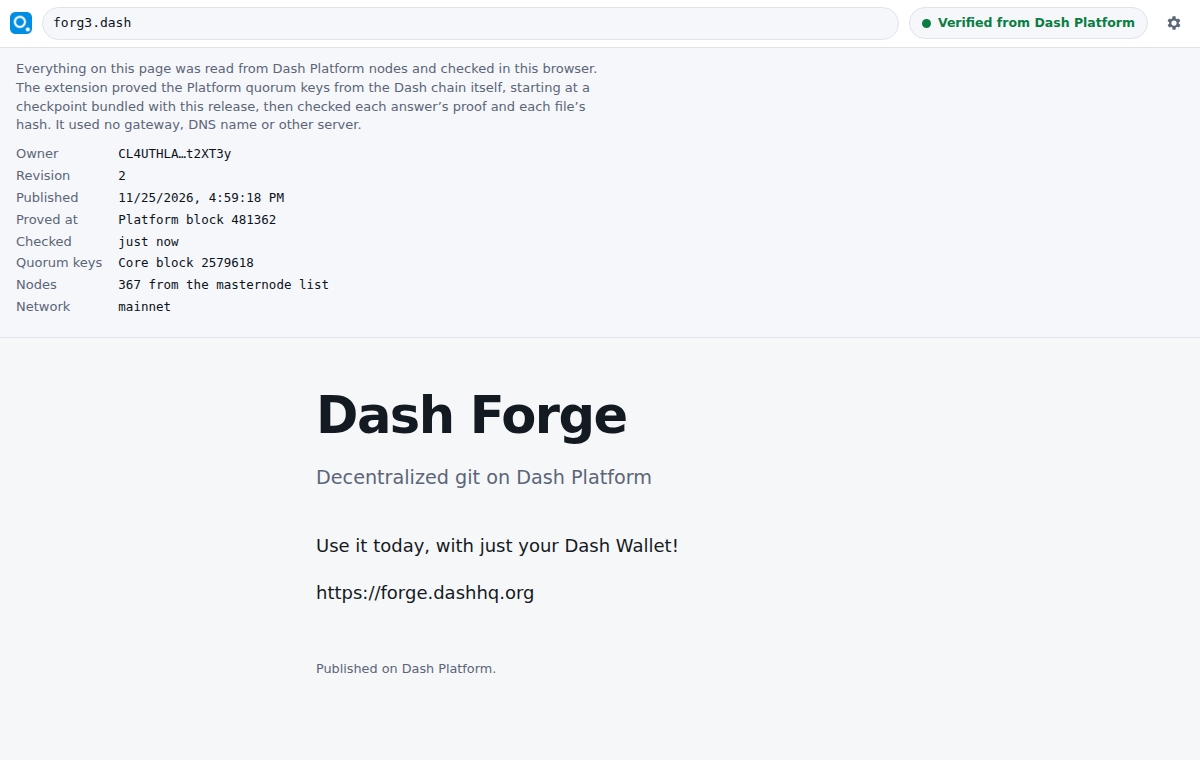 forg3.dash
Verified from Dash Platform
Everything on this page was read from Dash Platform nodes and checked in this browser.
The extension proved the Platform quorum keys from the Dash chain itself, starting at a
checkpoint bundled with this release, then checked each answer’s proof and each file’s
hash. It used no gateway, DNS name or other server.
Owner CL4UTHLA…t2XT3y
Revision 2
Published 11/25/2026, 4:59:18 PM
Proved at Platform block 481362
Checked just now
Quorum keys Core block 2579618
Nodes 367 from the masternode list
Network mainnet
Dash Forge
Decentralized git on Dash Platform
Use it today, with just your Dash Wallet!
https://forge.dashhq.org
Published on Dash Platform.